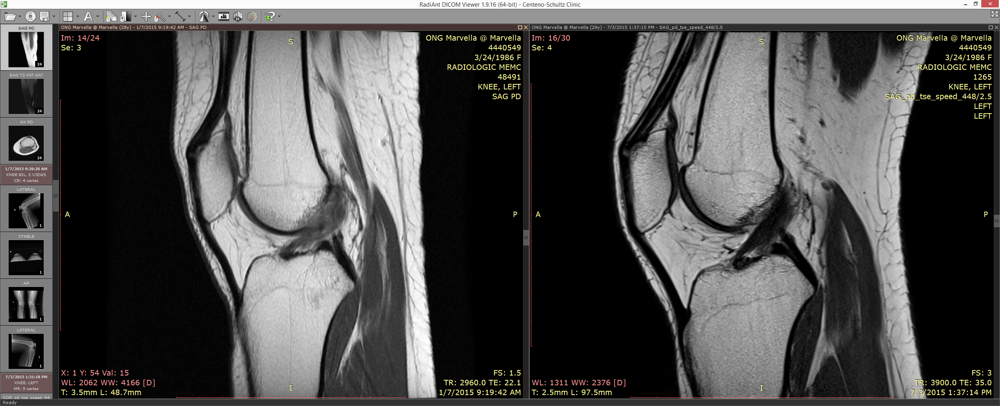 RadiAnt DICOM Viewer 1.9.16 (64-bit) - Centeno-Schultz Clinic
SAG PD
24
SAG T2 FAT SAT
24
AX PD
24
1/7/2015 9:29:20 AM
KNEE BIL, 3 VIEWS
CR: 4 series
LATERAL
1
XTABLE
1
AP
1
LATERAL
L
1
7/3/2015 1:31:18 PM
KNEE, LEFT
MR: 5 series
COR_pd_tse_speed_44
Ready
ONG Marvella @ Marvella (28y) - 1/7/2015 9:19:42 AM - SAG PD
Im: 14/24
Se: 3
S
ONG Marvella @ Marvella
4440549
3/24/1986 F
RADIOLOGIC MEMC
48491
KNEE, LEFT
SAG PD
A
P
X: 1 Y: 54 Val: 15
WL: 2062 WW: 4166 [D]
T: 3.5mm L: 48.7mm
I
FS: 1.5
TR: 2960.0 TE: 22.1
1/7/2015 9:19:42 AM
ONG Marvella @ Marvella (29y) - 7/3/2015 1:37:15 PM - SAG_pd_tse_speed_448/2.5
Im: 16/30
Se: 4
S
ONG Marvella @ Marvella
4440549
3/24/1986 F
RADIOLOGIC MEMC
1265
KNEE, LEFT
SAG_pd_tse_speed_448/2.5
LEFT
LEFT
A
P
WL: 1311 WW: 2376 [D]
T: 2.5mm L: 97.5mm
I
FS: 3
TR: 3900.0 TE: 35.0
7/3/2015 1:37:14 PM